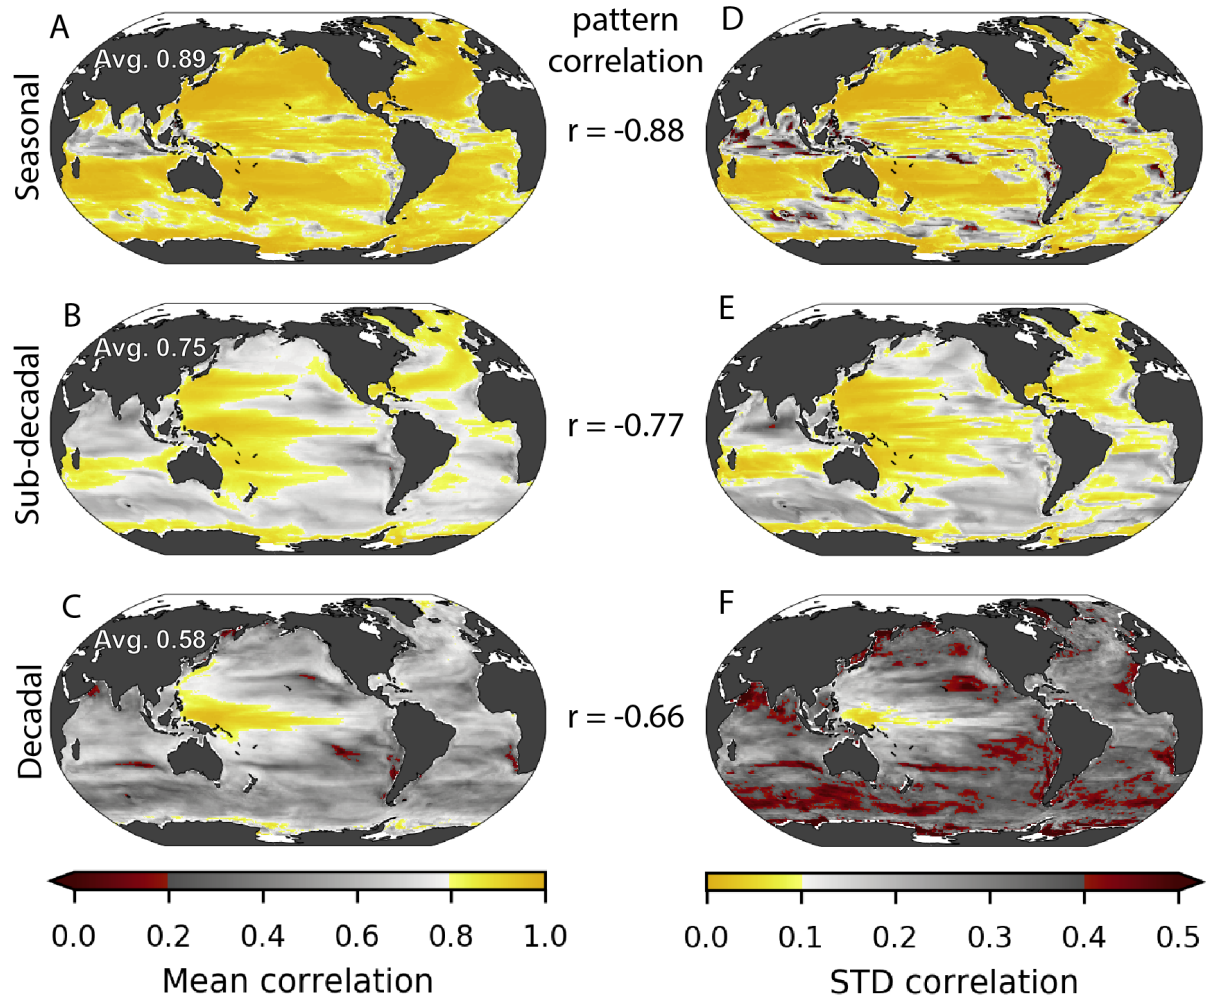 A
pattern
correlation
D
Avg. 0.89
Seasonal
r = -0.88
B
E
Avg. 0.75
Sub-decadal
r = -0.77
C
F
Avg. 0.58
Decadal
r = -0.66
0.0 0.2 0.4 0.6 0.8 1.0
Mean correlation
0.0 0.1 0.2 0.3 0.4 0.5
STD correlation